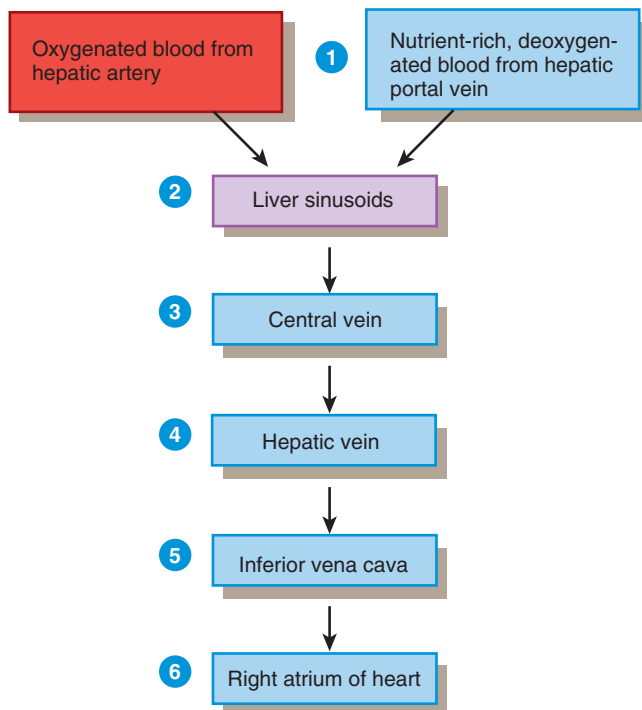 Oxygenated blood from
hepatic artery
1
Nutrient-rich, deoxygen-
ated blood from hepatic
portal vein
2
Liver sinusoids
3
Central vein
4
Hepatic vein
5
Inferior vena cava
6
Right atrium of heart